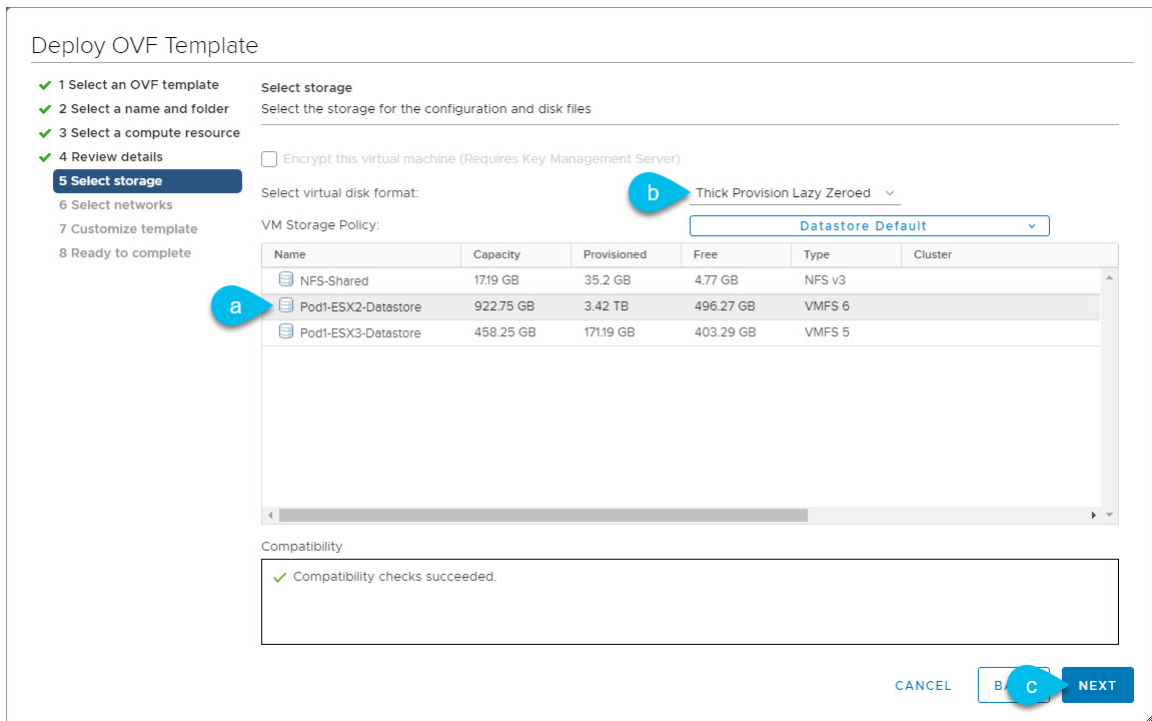 Deploy OVF Template
1 Select an OVF template
2 Select a name and folder
3 Select a compute resource
4 Review details
5 Select storage
6 Select networks
7 Customize template
8 Ready to complete
Select storage
Select the storage for the configuration and disk files
Encrypt this virtual machine (Requires Key Management Server)
Select virtual disk format: b Thick Provision Lazy Zeroed
VM Storage Policy: Datastore Default
Name Capacity Provisioned Free Type Cluster
NFS-Shared 17.19 GB 35.2 GB 4.77 GB NFS v3
a Pod1-ESX2-Datastore 922.75 GB 3.42 TB 496.27 GB VMFS 6
Pod1-ESX3-Datastore 458.25 GB 171.19 GB 403.29 GB VMFS 5
Compatibility
Compatibility checks succeeded.
CANCEL c NEXT